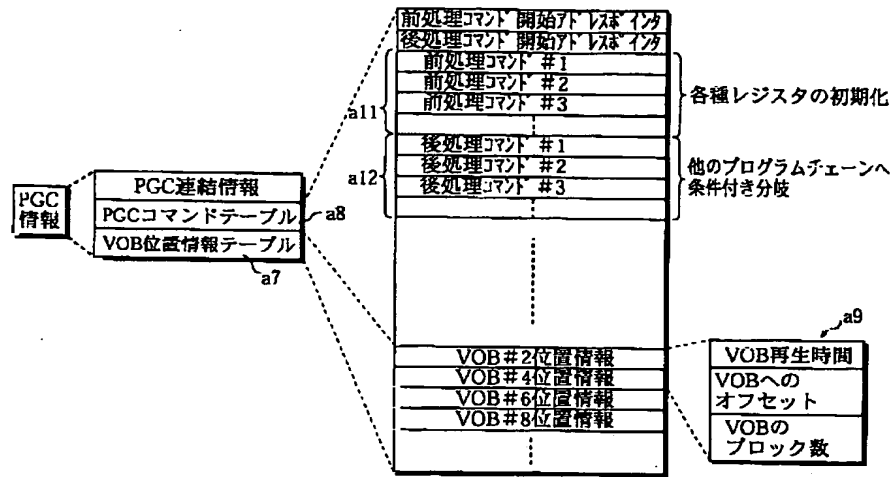 PGC
情報
PGC連結情報
PGCコマンドテーブル
VOB位置情報テーブル
a8
a7
前処理ｺﾏﾝﾄﾞ 開始ｱﾄﾞﾚｽﾎﾟｲﾝﾀ
後処理ｺﾏﾝﾄﾞ 開始ｱﾄﾞﾚｽﾎﾟｲﾝﾀ
前処理ｺﾏﾝﾄﾞ #1
前処理ｺﾏﾝﾄﾞ #2
前処理ｺﾏﾝﾄﾞ #3
a11
各種レジスタの初期化
後処理ｺﾏﾝﾄﾞ #1
後処理ｺﾏﾝﾄﾞ #2
後処理ｺﾏﾝﾄﾞ #3
a12
他のプログラムチェーンへ
条件付き分岐
VOB#2位置情報
VOB#4位置情報
VOB#6位置情報
VOB#8位置情報
a9
VOB再生時間
VOBへの
オフセット
VOBの
ブロック数